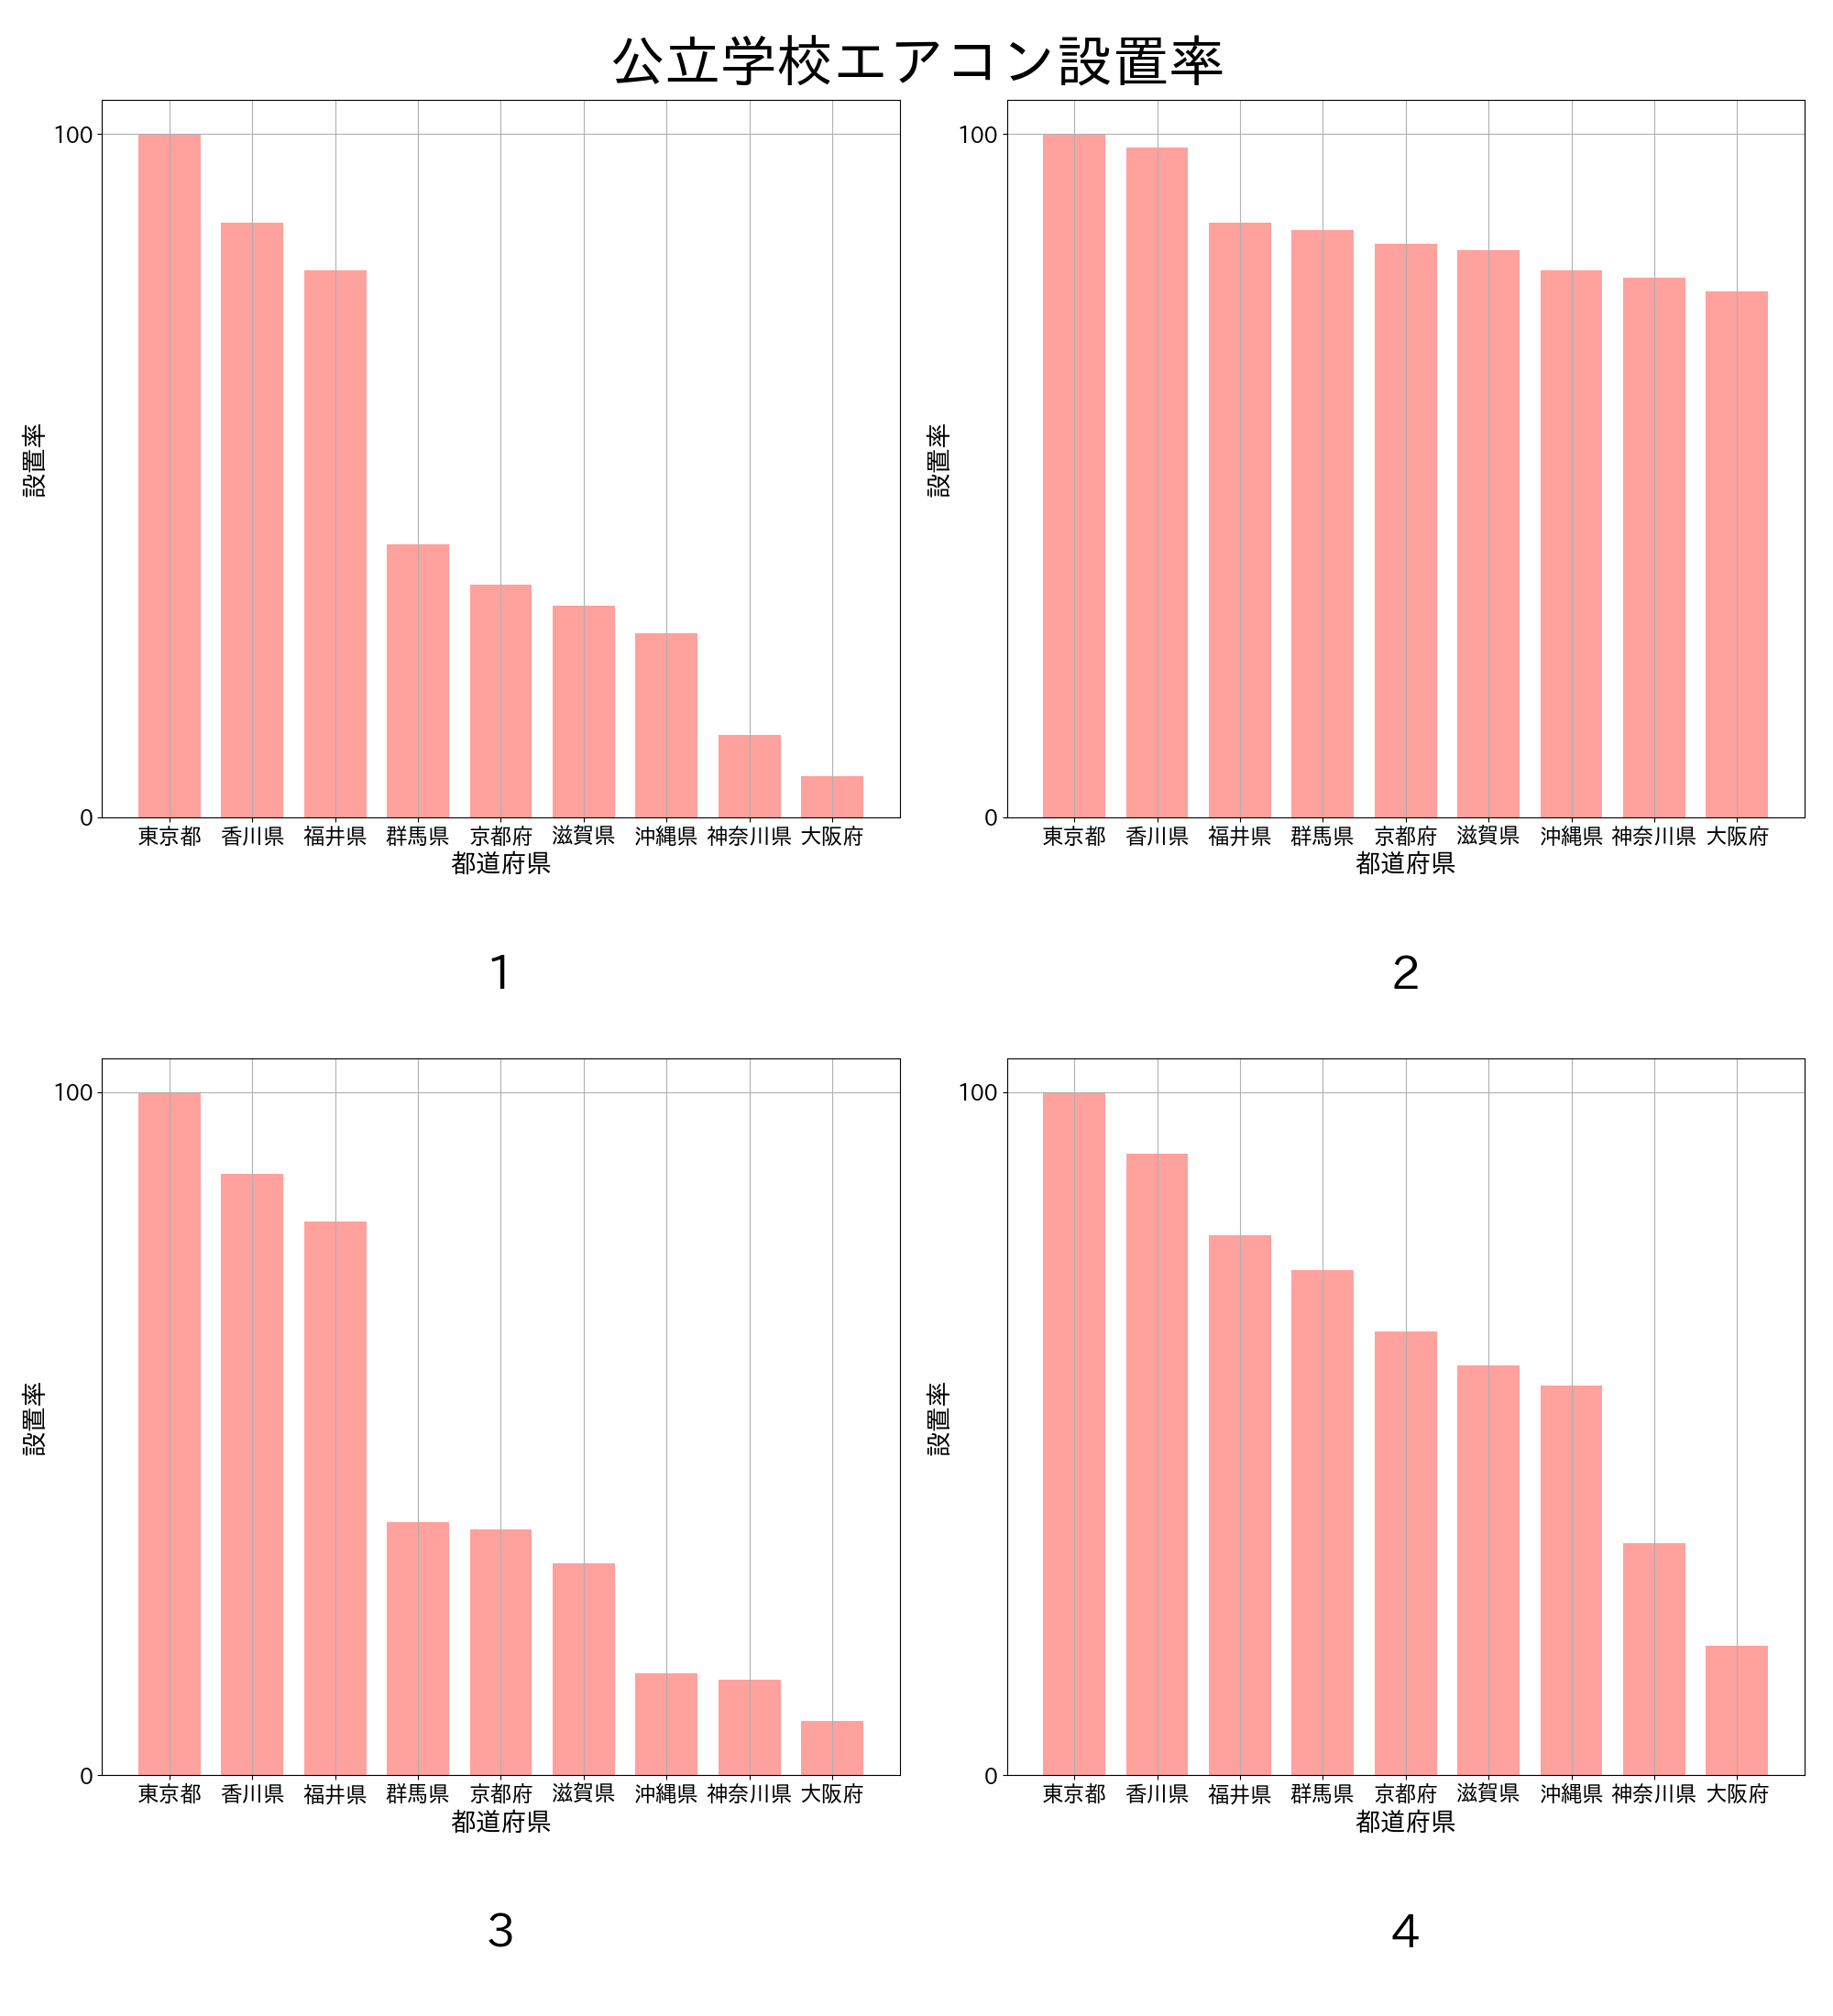 公立学校エアコン設置率
100
0
設置率
東京都 香川県 福井県 群馬県 京都府 滋賀県 沖縄県 神奈川県 大阪府
都道府県
1
100
0
設置率
東京都 香川県 福井県 群馬県 京都府 滋賀県 沖縄県 神奈川県 大阪府
都道府県
2
100
0
設置率
東京都 香川県 福井県 群馬県 京都府 滋賀県 沖縄県 神奈川県 大阪府
都道府県
3
100
0
設置率
東京都 香川県 福井県 群馬県 京都府 滋賀県 沖縄県 神奈川県 大阪府
都道府県
4